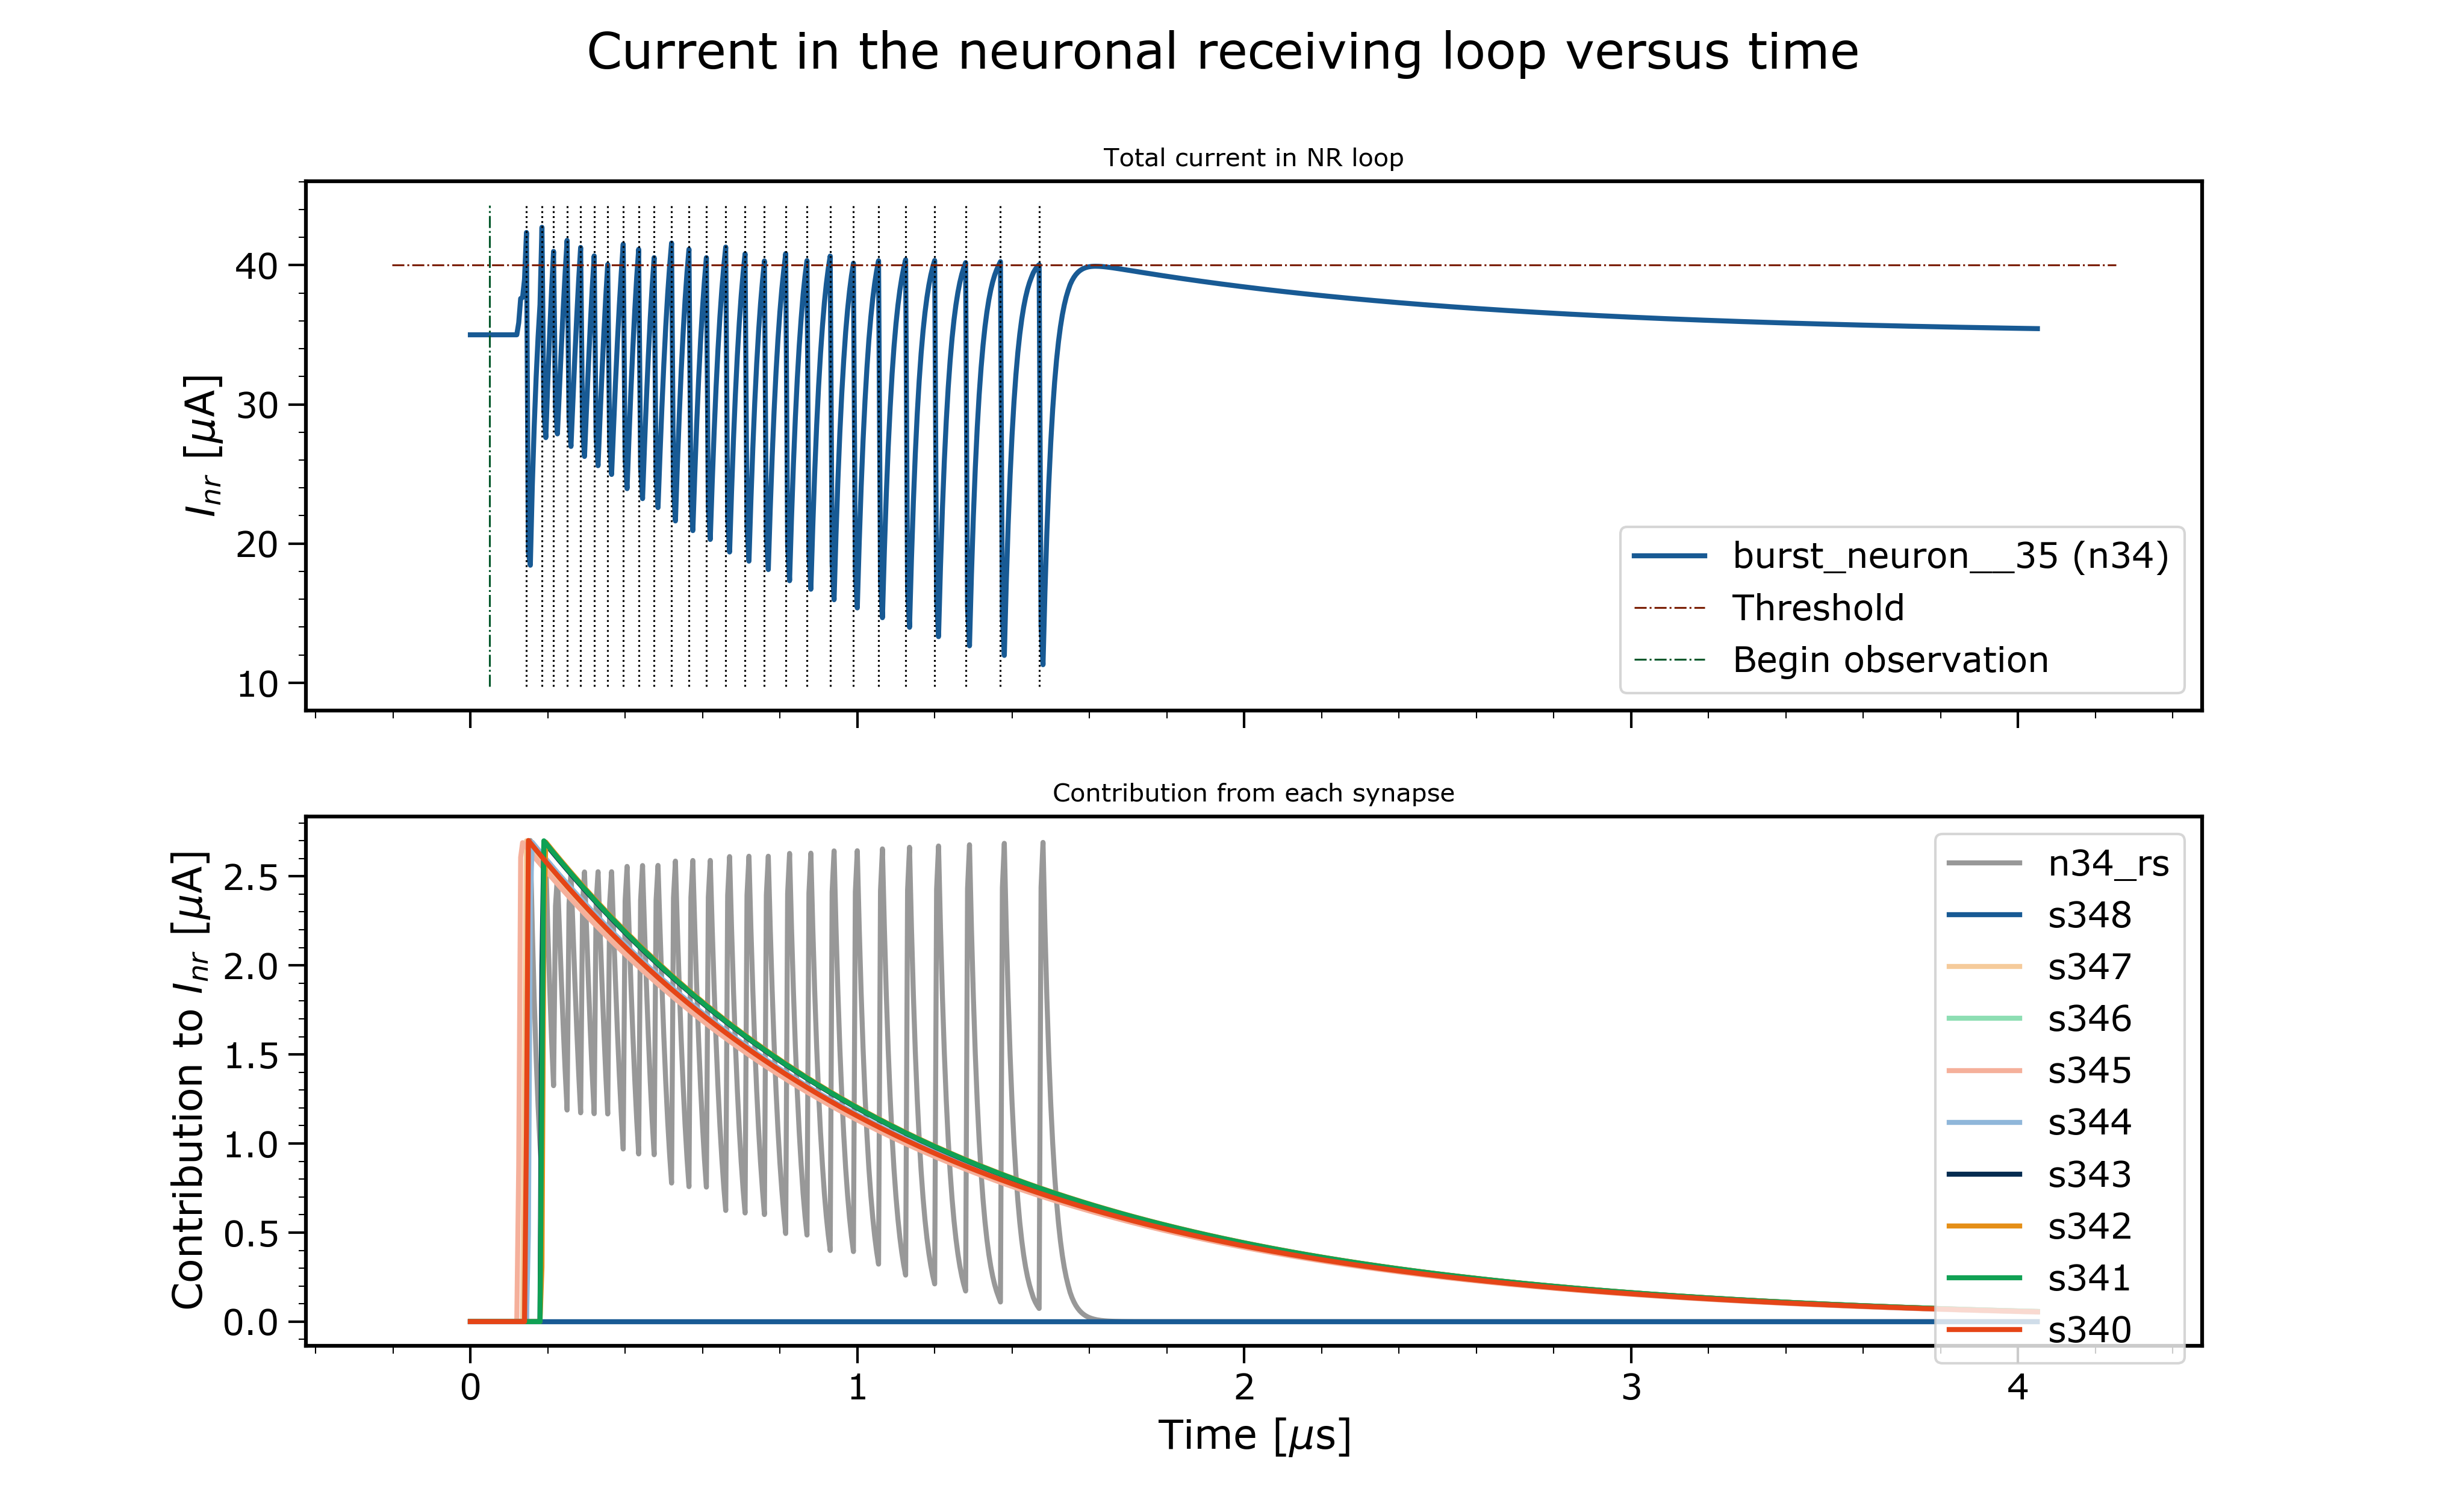 Current in the neuronal receiving loop versus time
Total current in NR loop
40
30
20
10
I_nr [μA]
burst_neuron__35 (n34)
Threshold
Begin observation
Contribution from each synapse
2.5
2.0
1.5
1.0
0.5
0.0
Contribution to I_nr [μA]
n34_rs
s348
s347
s346
s345
s344
s343
s342
s341
s340
0 1 2 3 4
Time [μs]